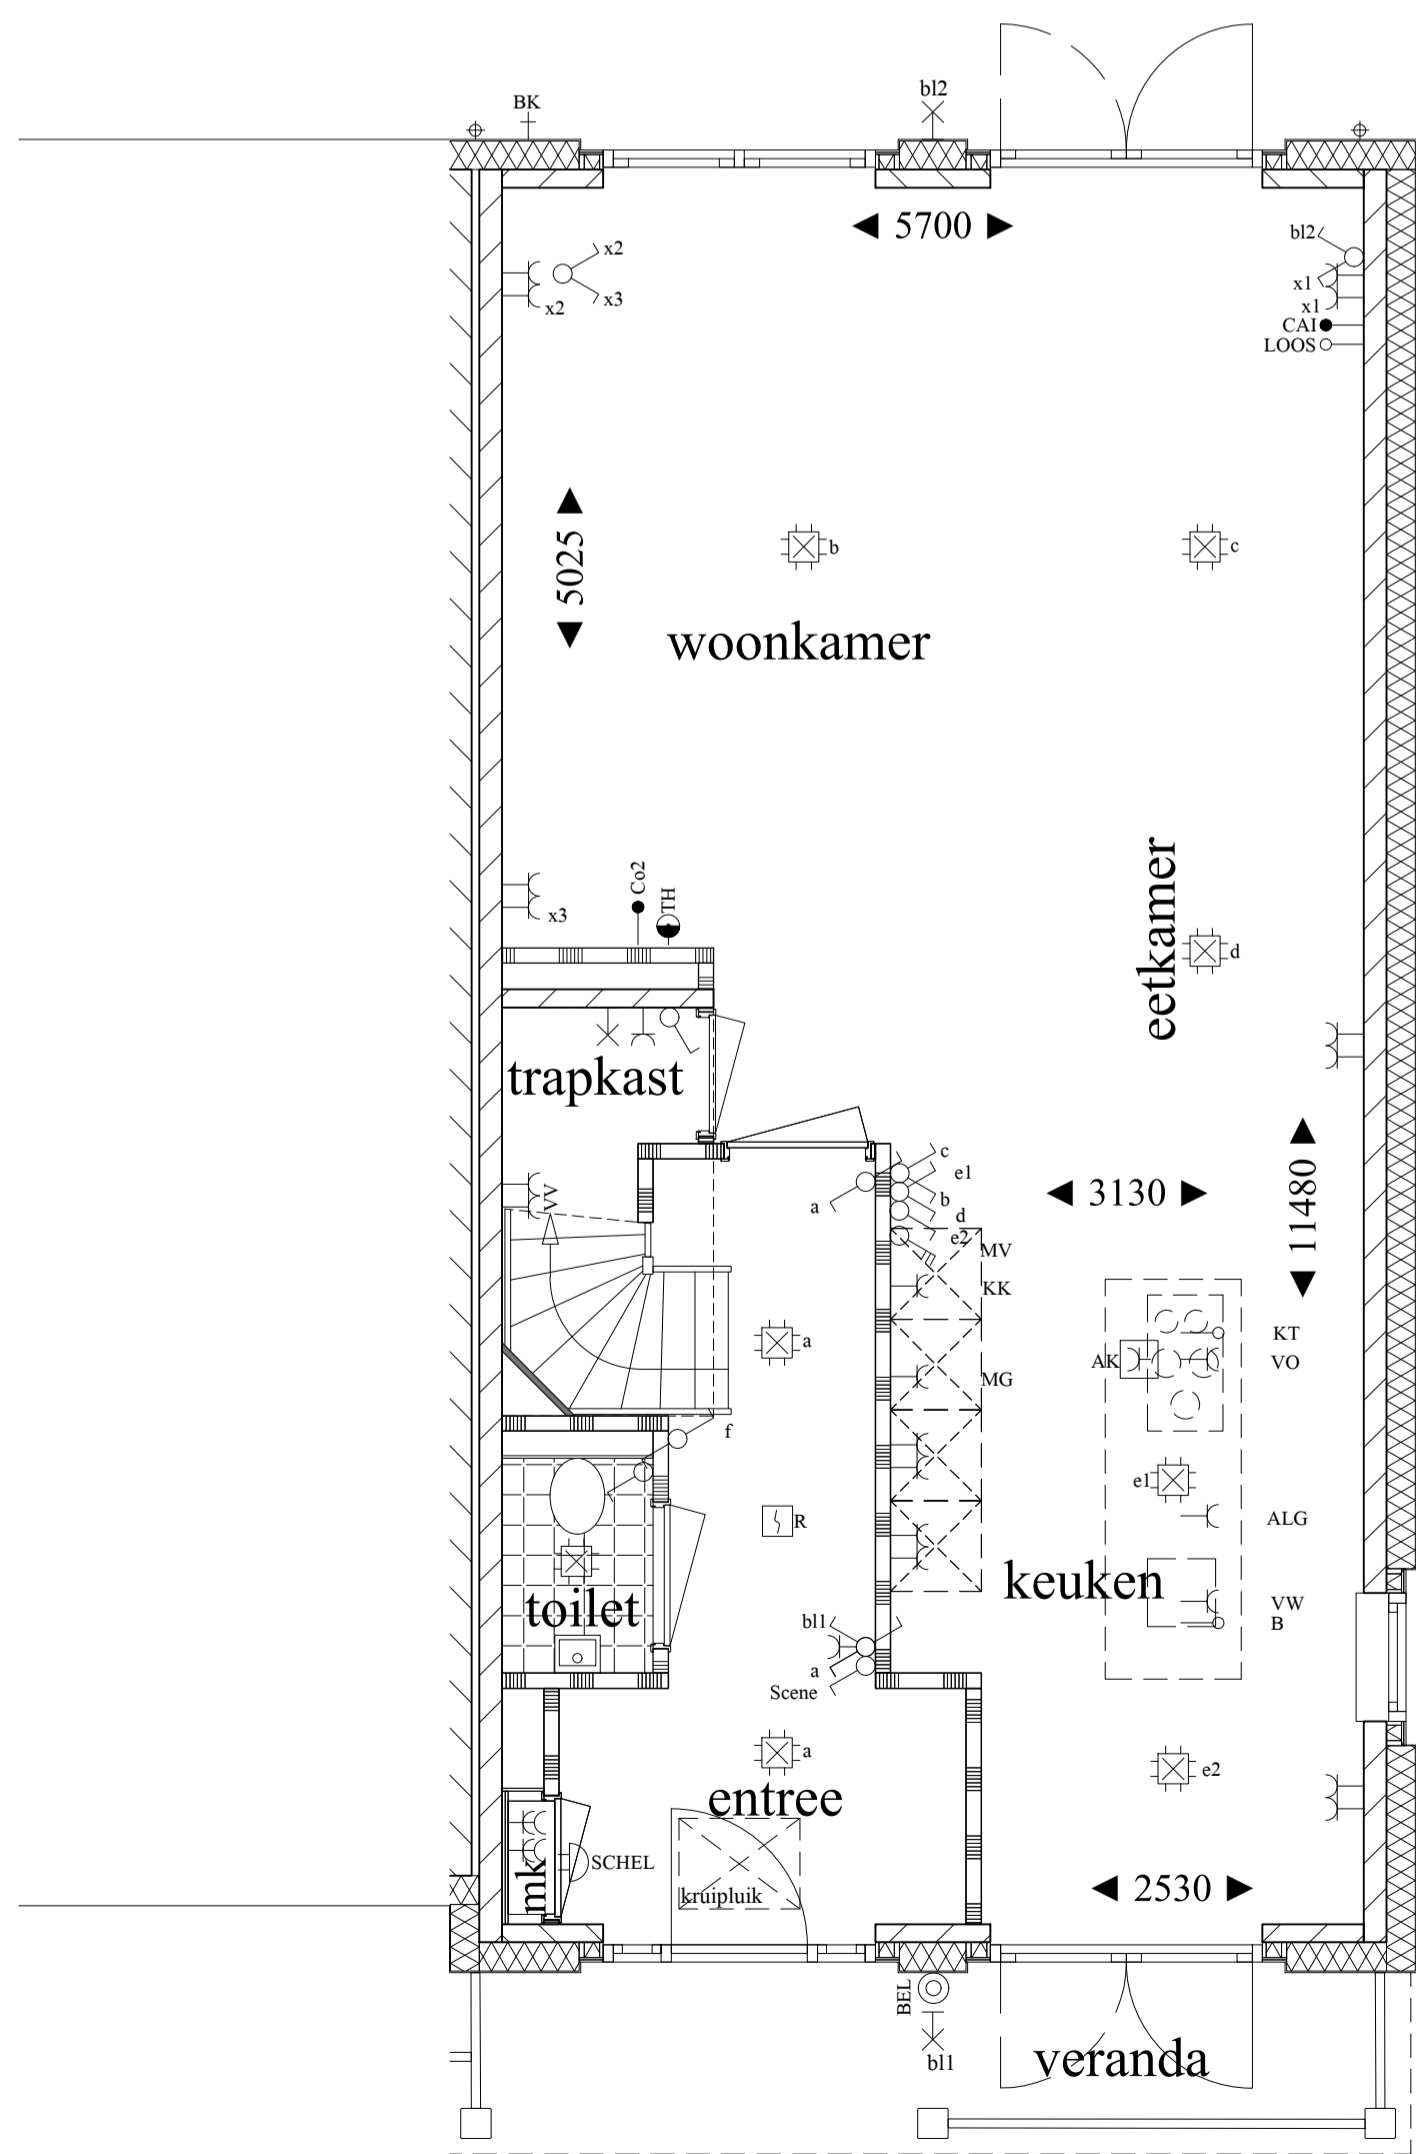 BK
bl2
◄ 5700 ►
bl2
x2
x3
x2
x1
x1
CAI
LOOS
◄ 5025 ►
b
c
woonkamer
eetkamer
d
Co2
TH
x3
trapkast
c
e1
a
b
d
e2
◄ 3130 ►
◄ 11480 ►
W
MV
KK
a
KT
AK
VO
MG
f
e1
R
ALG
keuken
toilet
VW
B
bl1
a
Scene
a
e2
entree
SCHEL
mk
kruipluik
◄ 2530 ►
BEL
bl1
veranda